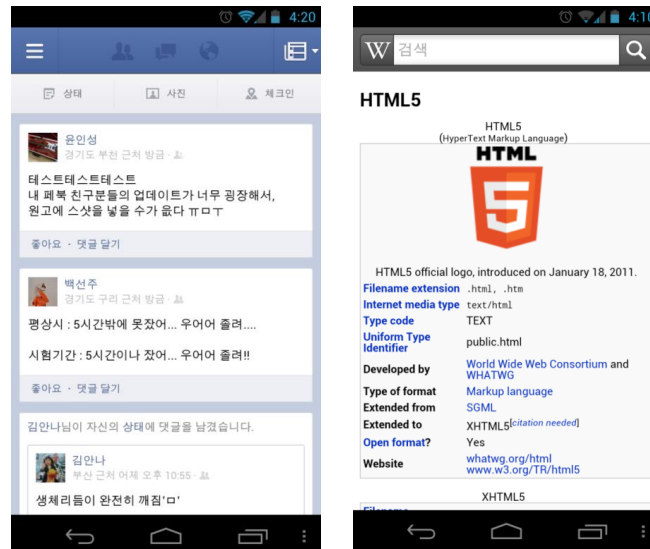 4:20
상태
사진
체크인
윤인성
경기도 부천 근처 방금 ·
테스트테스트테스트
내 페북 친구분들의 업데이트가 너무 굉장해서,
원고에 스샷을 넣을 수가 읎다 ㅠㅁㅜ
좋아요 · 댓글 달기
백선주
경기도 구리 근처 방금 ·
평상시 : 5시간밖에 못잤어... 우어어 졸려....
시험기간 : 5시간이나 잤어... 우어어 졸려!!
좋아요 · 댓글 달기
김안나님이 자신의 상태에 댓글을 남겼습니다.
김안나
부산 근처 어제 오후 10:55 ·
생체리듬이 완전히 깨짐'ㅁ'
4:10
W 검색
HTML5
HTML5
(HyperText Markup Language)
HTML
5
HTML5 official logo, introduced on January 18, 2011.
Filename extension .html, .htm
Internet media type text/html
Type code TEXT
Uniform Type
Identifier public.html
Developed by World Wide Web Consortium and
WHATWG
Type of format Markup language
Extended from SGML
Extended to XHTML5[citation needed]
Open format? Yes
Website whatwg.org/html
www.w3.org/TR/html5
XHTML5
Filename